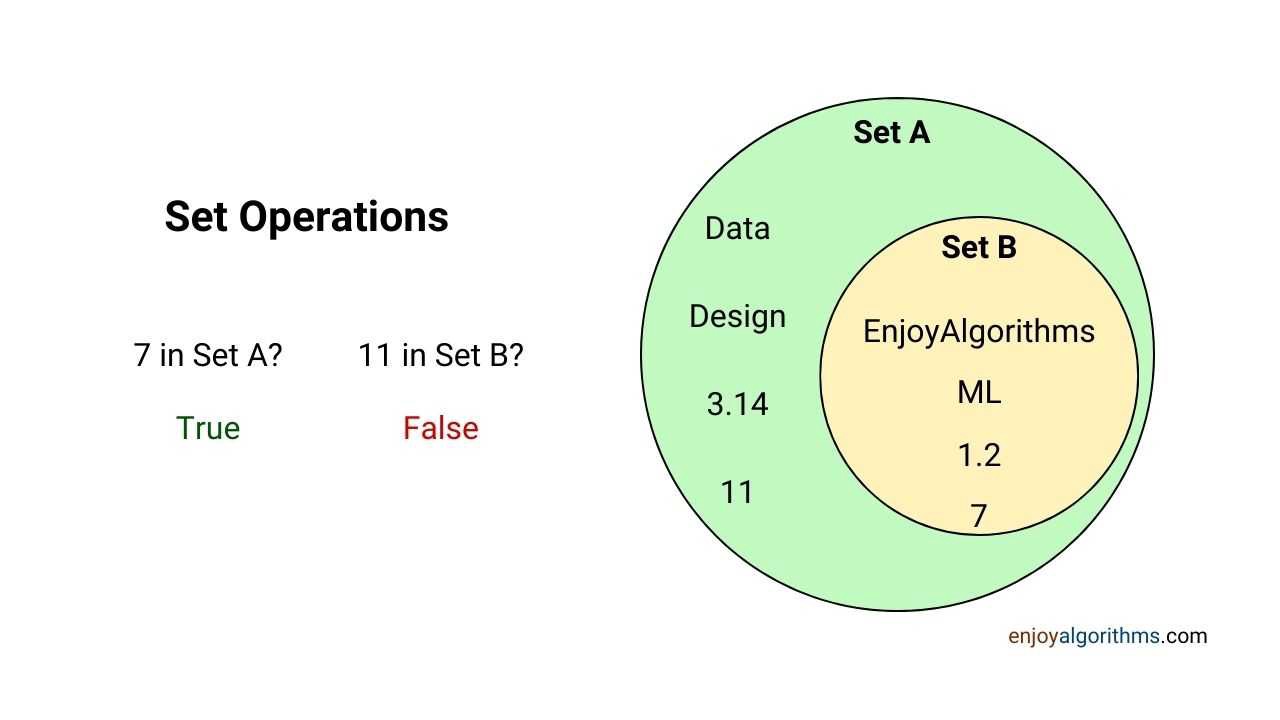 Set Operations
7 in Set A?
11 in Set B?
True
False
Set A
Data
Design
3.14
11
Set B
EnjoyAlgorithms
ML
1.2
7
enjoyalgorithms.com